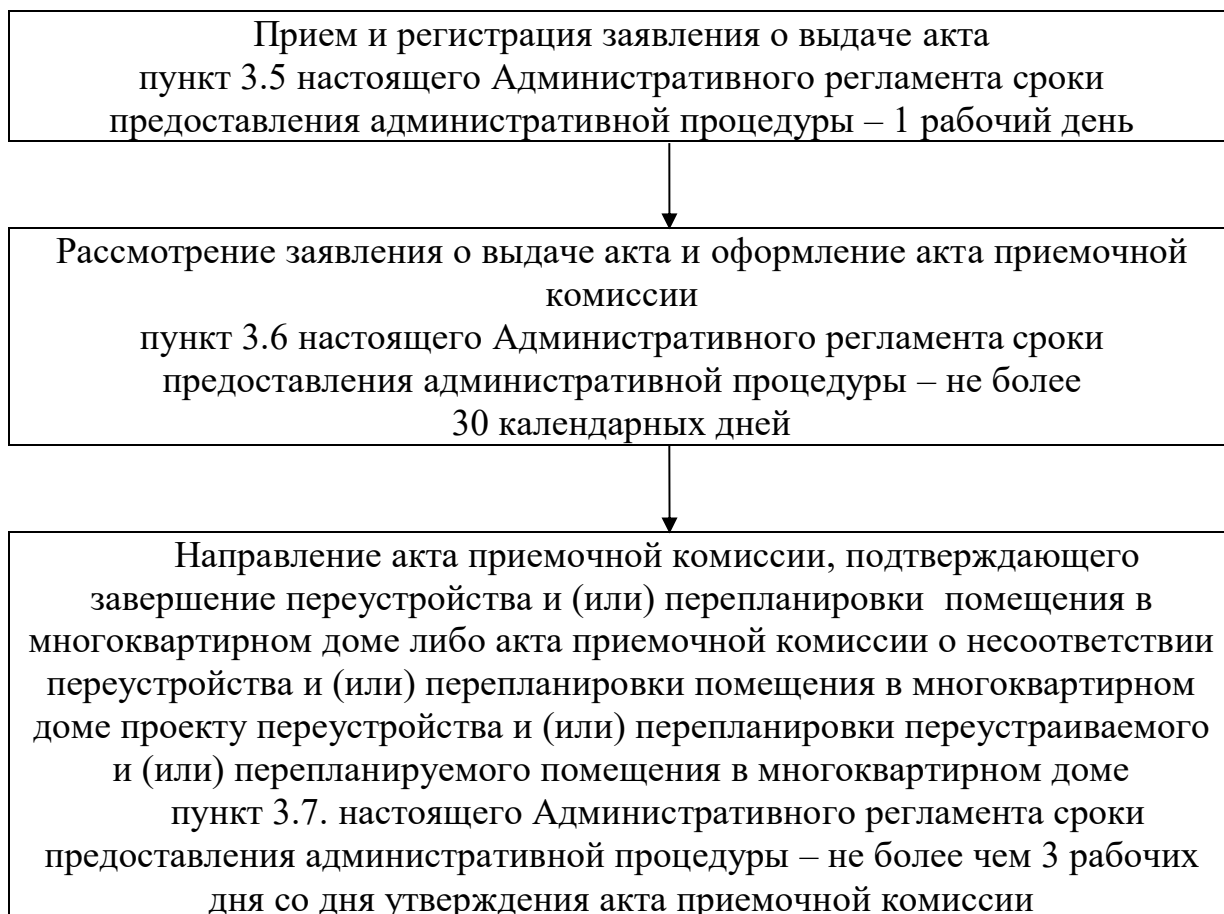 Прием и регистрация заявления о выдаче акта
пункт 3.5 настоящего Административного регламента сроки
предоставления административной процедуры – 1 рабочий день
Рассмотрение заявления о выдаче акта и оформление акта приемочной
комиссии
пункт 3.6 настоящего Административного регламента сроки
предоставления административной процедуры – не более
30 календарных дней
Направление акта приемочной комиссии, подтверждающего
завершение переустройства и (или) перепланировки помещения в
многоквартирном доме либо акта приемочной комиссии о несоответствии
переустройства и (или) перепланировки помещения в многоквартирном
доме проекту переустройства и (или) перепланировки переустраиваемого
и (или) перепланируемого помещения в многоквартирном доме
пункт 3.7. настоящего Административного регламента сроки
предоставления административной процедуры – не более чем 3 рабочих
дня со дня утверждения акта приемочной комиссии